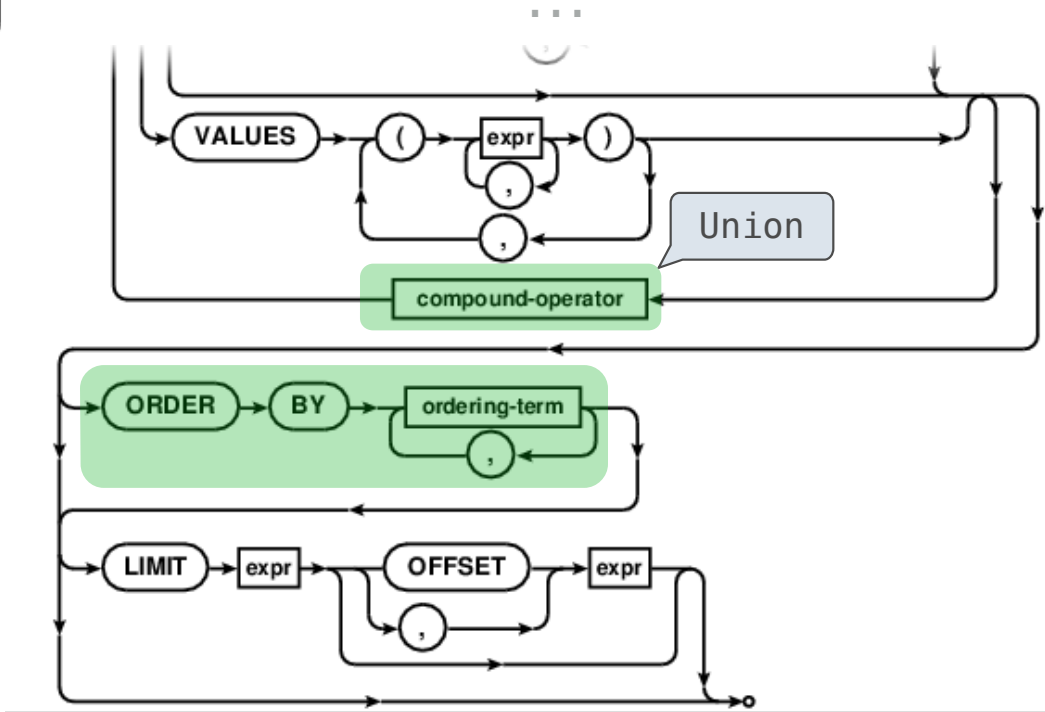 ...
,
VALUES ( expr )
,
,
Union
compound-operator
ORDER BY ordering-term
,
LIMIT expr OFFSET expr
,